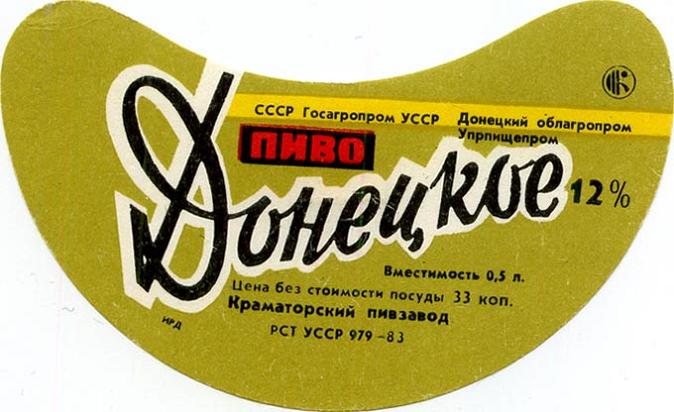 СССР Госагропром УССР Донецкий облагропром
Упрпищепром
ПИВО
Донецкое 12%
Вместимость 0,5 л.
Цена без стоимости посуды 33 коп.
Краматорский пивзавод
РСТ УССР 979-83
ИРД